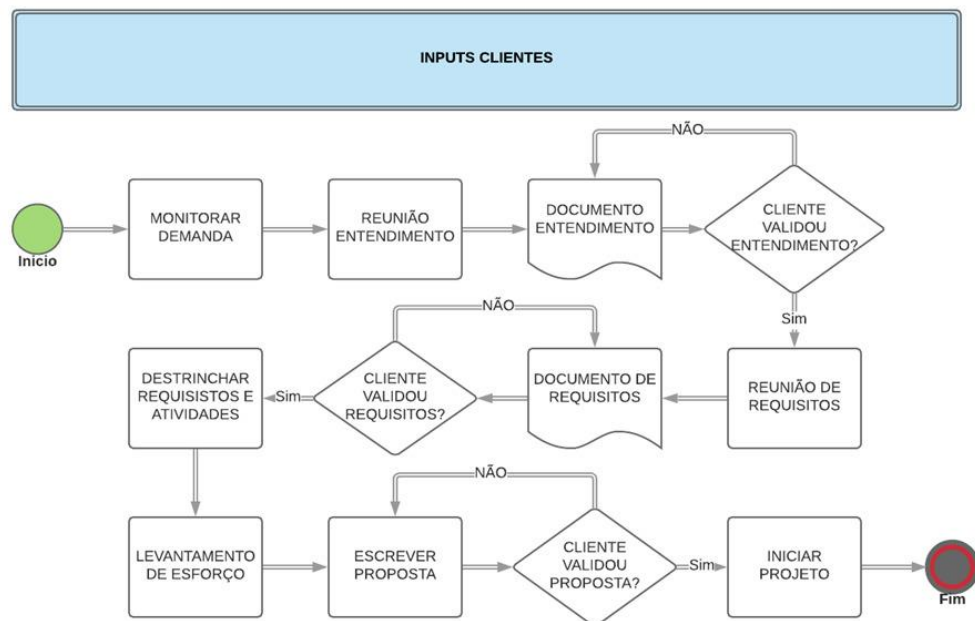 INPUTS CLIENTES
NÃO
MONITORAR
DEMANDA
REUNIÃO
ENTENDIMENTO
DOCUMENTO
ENTENDIMENTO
CLIENTE
VALIDOU
ENTENDIMENTO?
Início
Sim
NÃO
DESTRINCHAR
REQUISISTOS E
ATIVIDADES
Sim
CLIENTE
VALIDOU
REQUISITOS?
DOCUMENTO DE
REQUISITOS
REUNIÃO DE
REQUISITOS
NÃO
LEVANTAMENTO
DE ESFORÇO
ESCREVER
PROPOSTA
CLIENTE
VALIDOU
PROPOSTA?
Sim
INICIAR
PROJETO
Fim